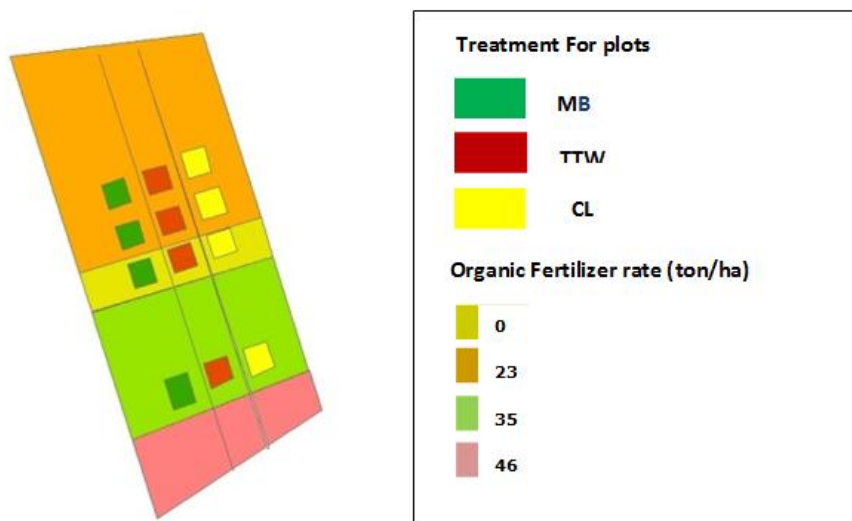 Treatment For plots
MB
TTW
CL
Organic Fertilizer rate (ton/ha)
0
23
35
46